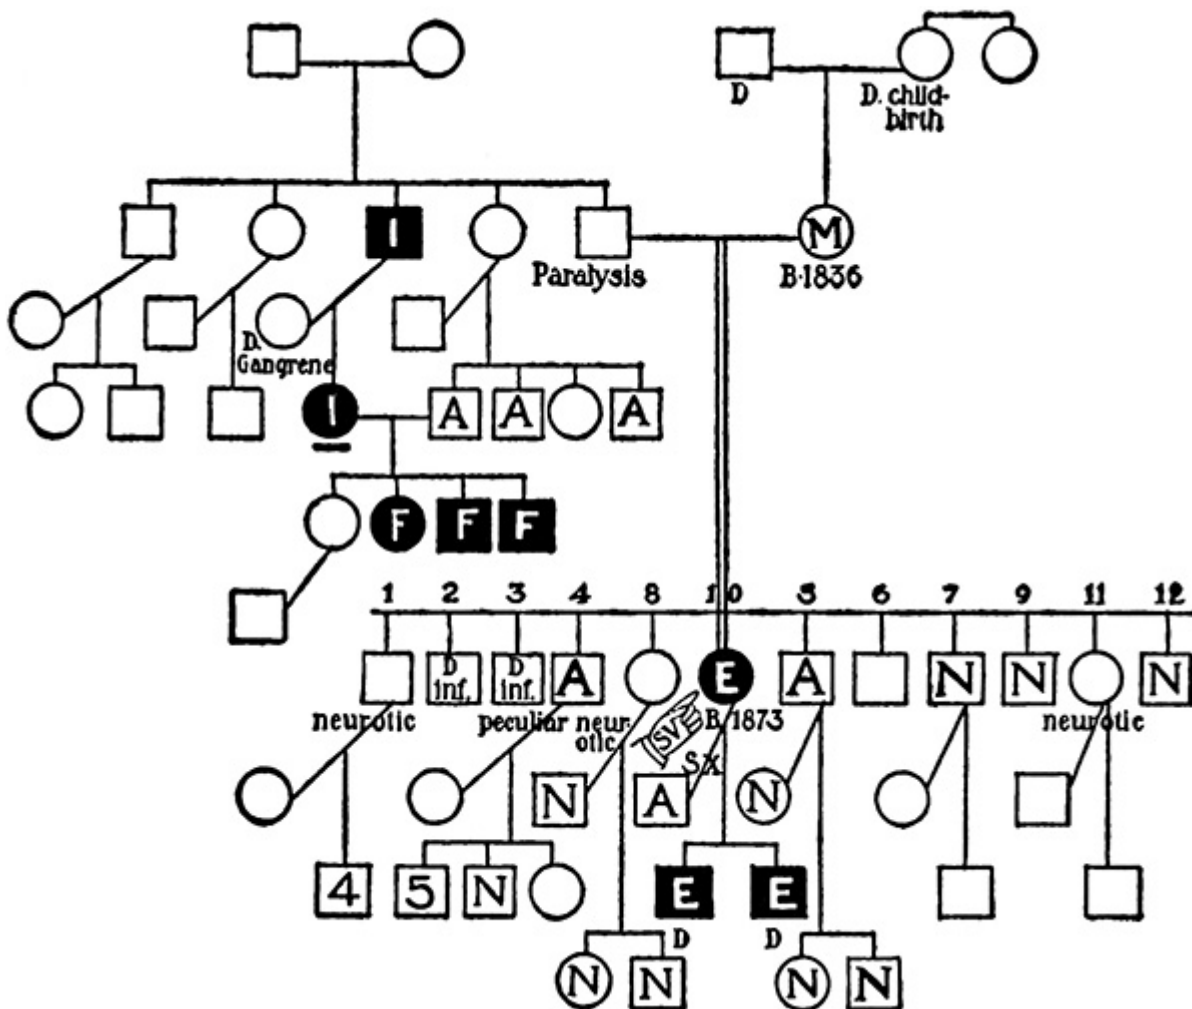 D
D. child-
birth
I
M
Paralysis
B·1836
D.
Gangrene
I
A
A
A
F
F
F
1
2
3
4
8
10
5
6
7
9
11
12
D
inf.
D
inf.
A
E
A
N
N
N
neurotic
peculiar
neur-
otic
SV
B. 1873
neurotic
SX
N
A
N
4
5
N
E
E
D
D
N
N
N
N